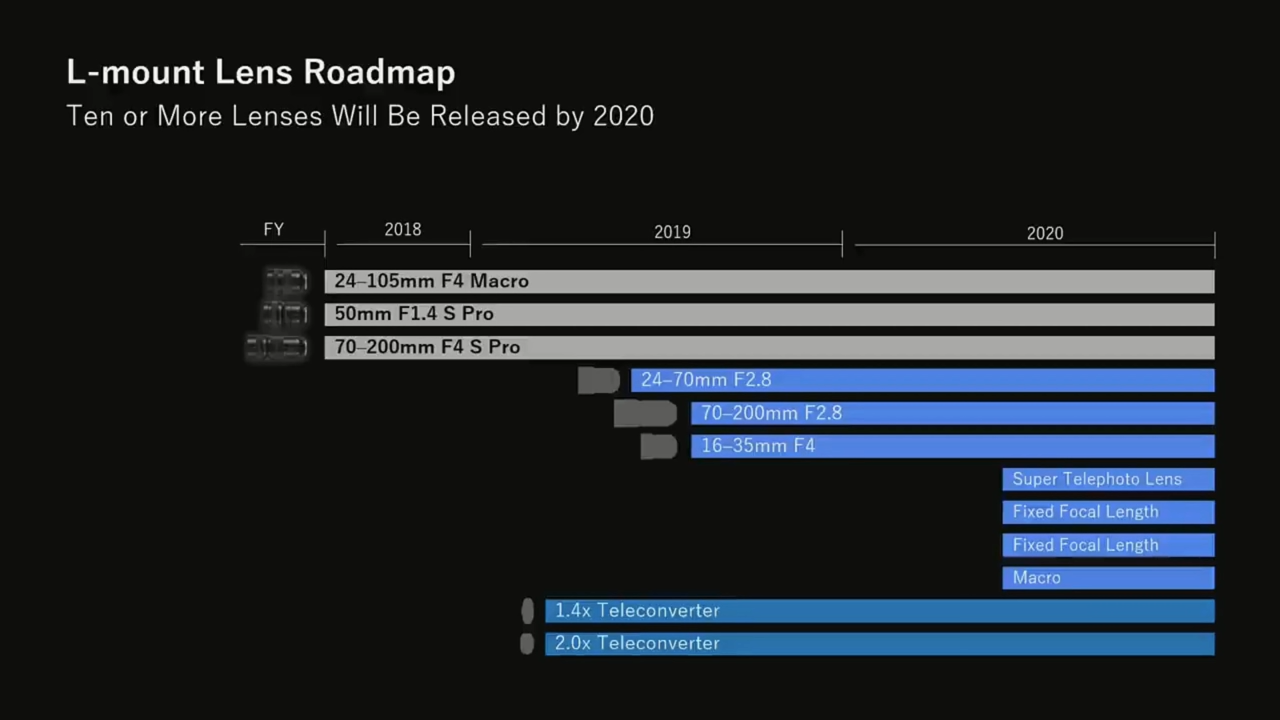 L-mount Lens Roadmap
Ten or More Lenses Will Be Released by 2020
FY 2018 2019 2020
24–105mm F4 Macro
50mm F1.4 S Pro
70–200mm F4 S Pro
24–70mm F2.8
70–200mm F2.8
16–35mm F4
Super Telephoto Lens
Fixed Focal Length
Fixed Focal Length
Macro
1.4x Teleconverter
2.0x Teleconverter